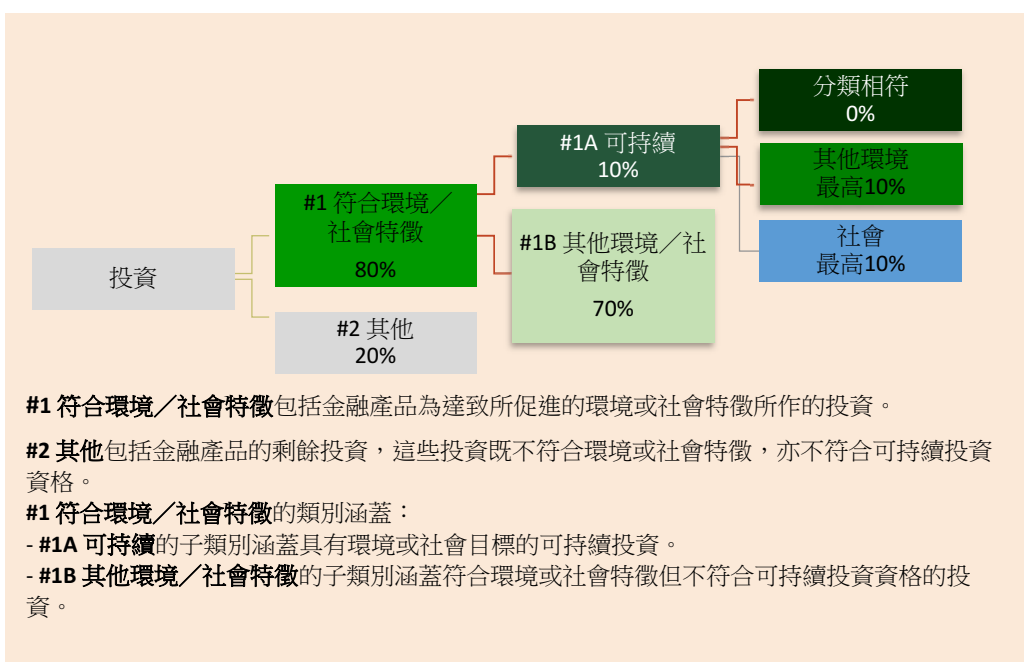 投資
#1 符合環境／
社會特徵
80%
#2 其他
20%
#1A 可持續
10%
#1B 其他環境／社
會特徵
70%
分類相符
0%
其他環境
最高10%
社會
最高10%
#1 符合環境／社會特徵包括金融產品為達致所促進的環境或社會特徵所作的投資。
#2 其他包括金融產品的剩餘投資，這些投資既不符合環境或社會特徵，亦不符合可持續投資
資格。
#1 符合環境／社會特徵的類別涵蓋：
- #1A 可持續的子類別涵蓋具有環境或社會目標的可持續投資。
- #1B 其他環境／社會特徵的子類別涵蓋符合環境或社會特徵但不符合可持續投資資格的投
資。